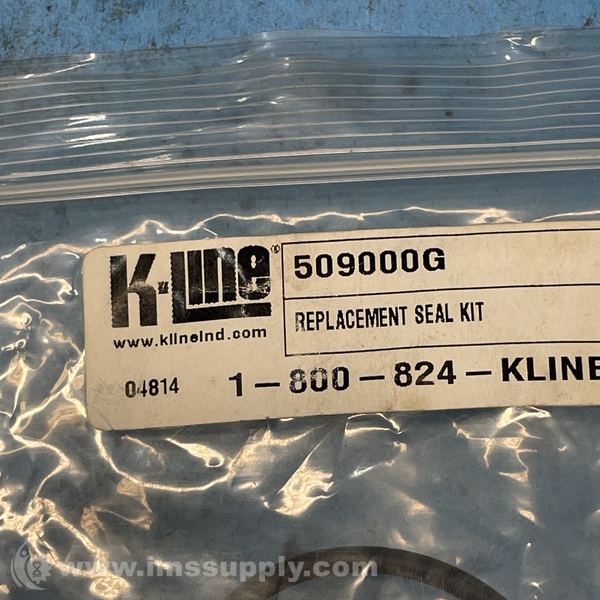 K-Line®
509000G
www.klineind.com
REPLACEMENT SEAL KIT
04814
1-800-824-KLINE
www.imssupply.com